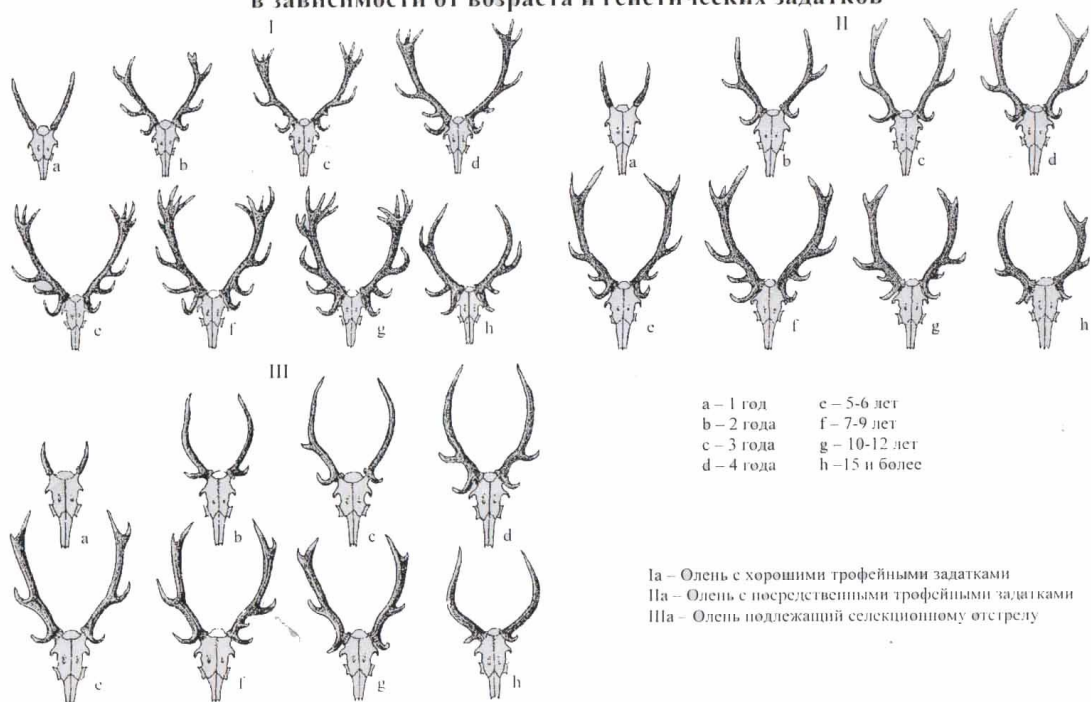 в зависимости от возраста и генетических задатков
I
II
a
b
c
d
a
b
c
d
e
f
g
h
e
f
g
h
III
a
b
c
d
e
f
g
h
a – 1 год
b – 2 года
c – 3 года
d – 4 года
e – 5-6 лет
f – 7-9 лет
g – 10-12 лет
h –15 и более
Ia – Олень с хорошими трофейными задатками
IIa – Олень с посредственными трофейными задатками
IIIa – Олень подлежащий селекционному отстрелу